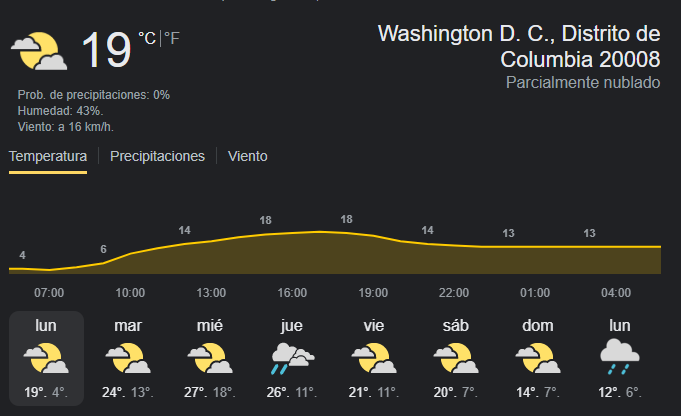 19 °C | °F
Washington D. C., Distrito de
Columbia 20008
Parcialmente nublado
Prob. de precipitaciones: 0%
Humedad: 43%.
Viento: a 16 km/h.
Temperatura | Precipitaciones | Viento
4 6 14 18 18 14 13 13
07:00 10:00 13:00 16:00 19:00 22:00 01:00 04:00
lun mar mié jue vie sáb dom lun
19°. 4°. 24°. 13°. 27°. 18°. 26°. 11°. 21°. 11°. 20°. 7°. 14°. 7°. 12°. 6°.